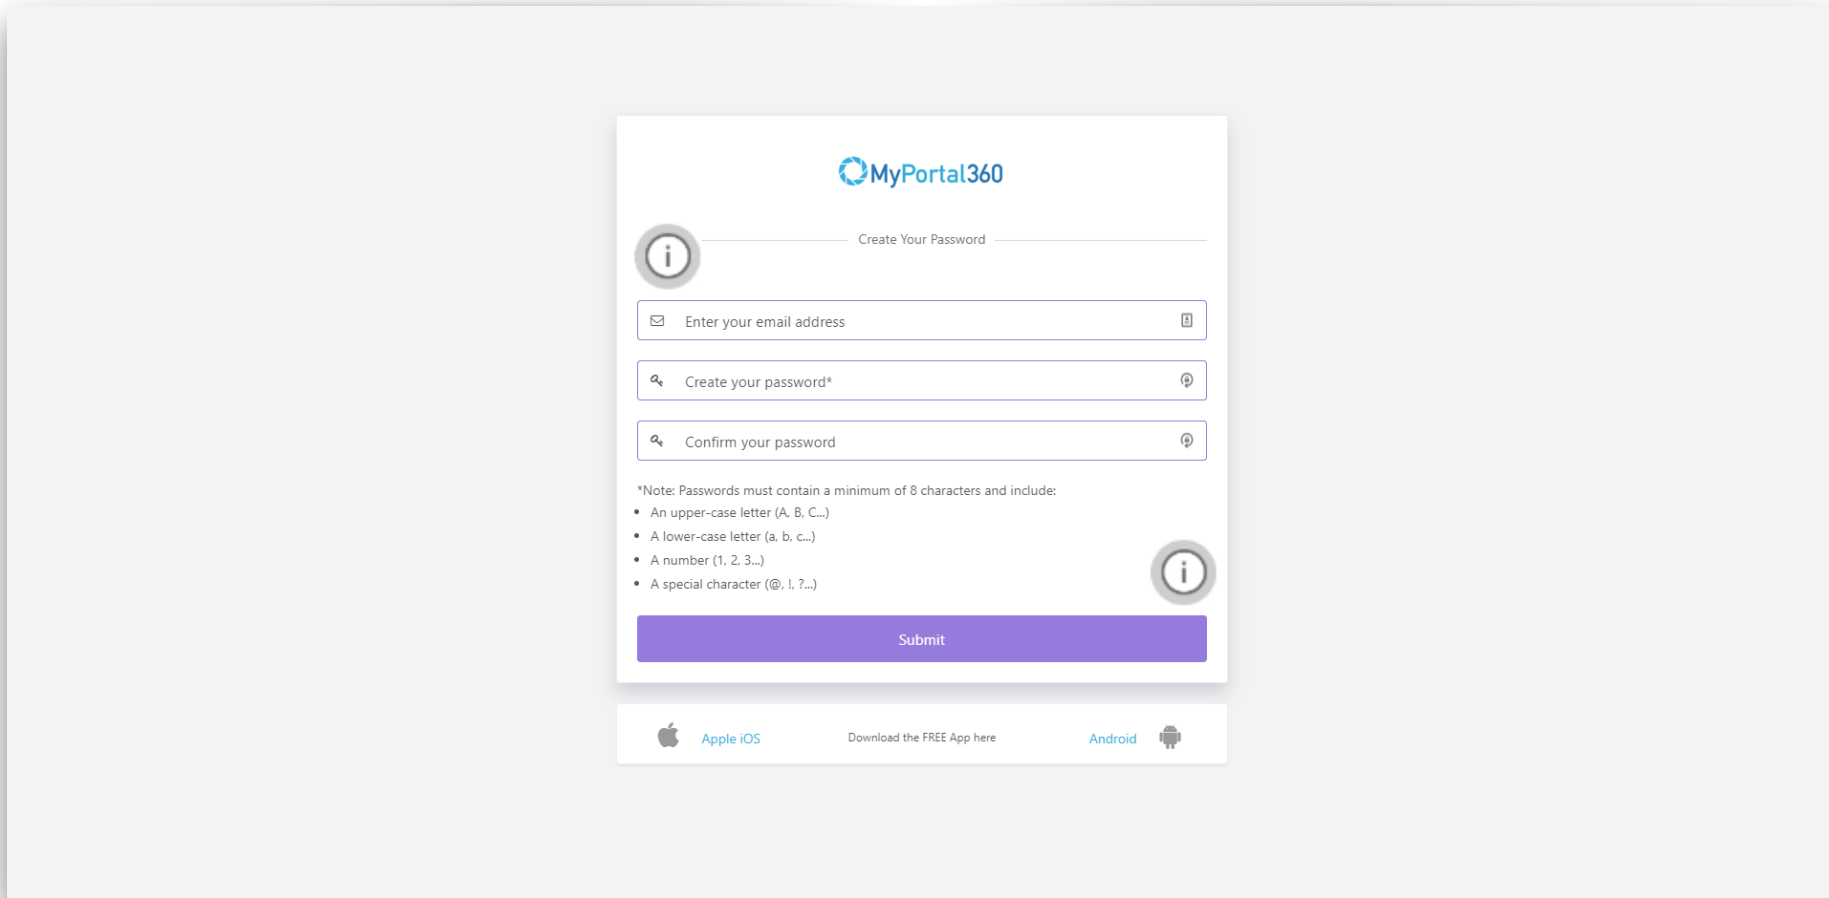 MyPortal360
Create Your Password
i
Enter your email address
Create your password*
Confirm your password
*Note: Passwords must contain a minimum of 8 characters and include:
• An upper-case letter (A, B, C...)
• A lower-case letter (a, b, c...)
• A number (1, 2, 3...)
• A special character (@, !, ?...)
i
Submit
Apple iOS Download the FREE App here Android